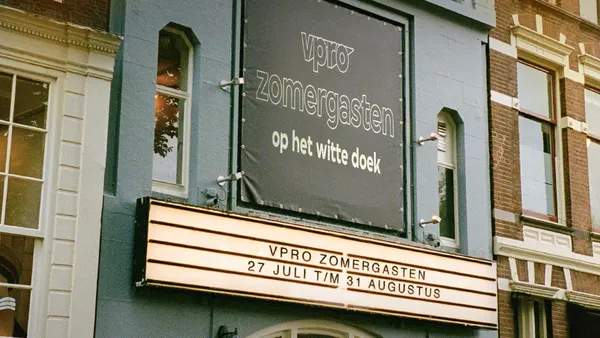 vpro
zomergasten
op het witte doek
VPRO ZOMERGASTEN
27 JULI T/M 31 AUGUSTUS